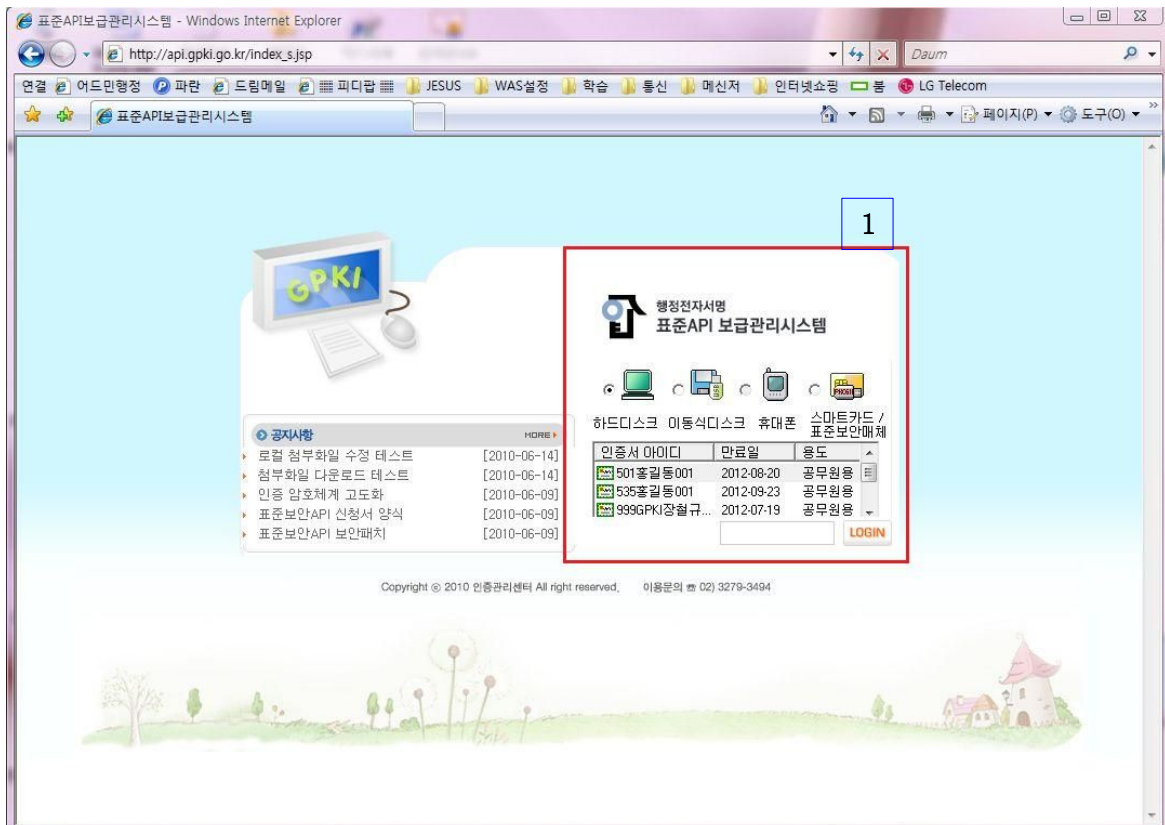 표준API보급관리시스템 - Windows Internet Explorer
http://api.gpki.go.kr/index_s.jsp
Daum
연결 어드민행정 파란 드림메일 ▦ 피디팝 ▦ JESUS WAS설정 학습 통신 메신저 인터넷쇼핑 붐 LG Telecom
표준API보급관리시스템
페이지(P) 도구(O) »
1
GPKI
행정전자서명
표준API 보급관리시스템
하드디스크 이동식디스크 휴대폰 스마트카드 /
표준보안매체
공지사항 MORE
로컬 첨부화일 수정 테스트 [2010-06-14]
첨부화일 다운로드 테스트 [2010-06-14]
인증 암호체계 고도화 [2010-06-09]
표준보안API 신청서 양식 [2010-06-09]
표준보안API 보안패치 [2010-06-09]
인증서 아이디 만료일 용도
501홍길동001 2012-08-20 공무원용
535홍길동001 2012-09-23 공무원용
999GPKI장철규... 2012-07-19 공무원용
LOGIN
Copyright ⓒ 2010 인증관리센터 All right reserved, 이용문의 ☎ 02) 3279-3494